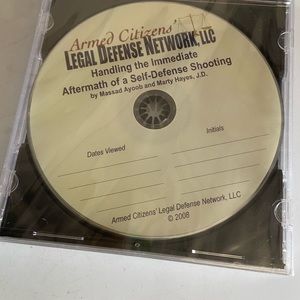 Armed Citizens'
LEGAL DEFENSE NETWORK, LLC
Handling the Immediate
Aftermath of a Self-Defense Shooting
by Massad Ayoob and Marty Hayes, J.D.
Dates Viewed Initials
Armed Citizens' Legal Defense Network, LLC
© 2008